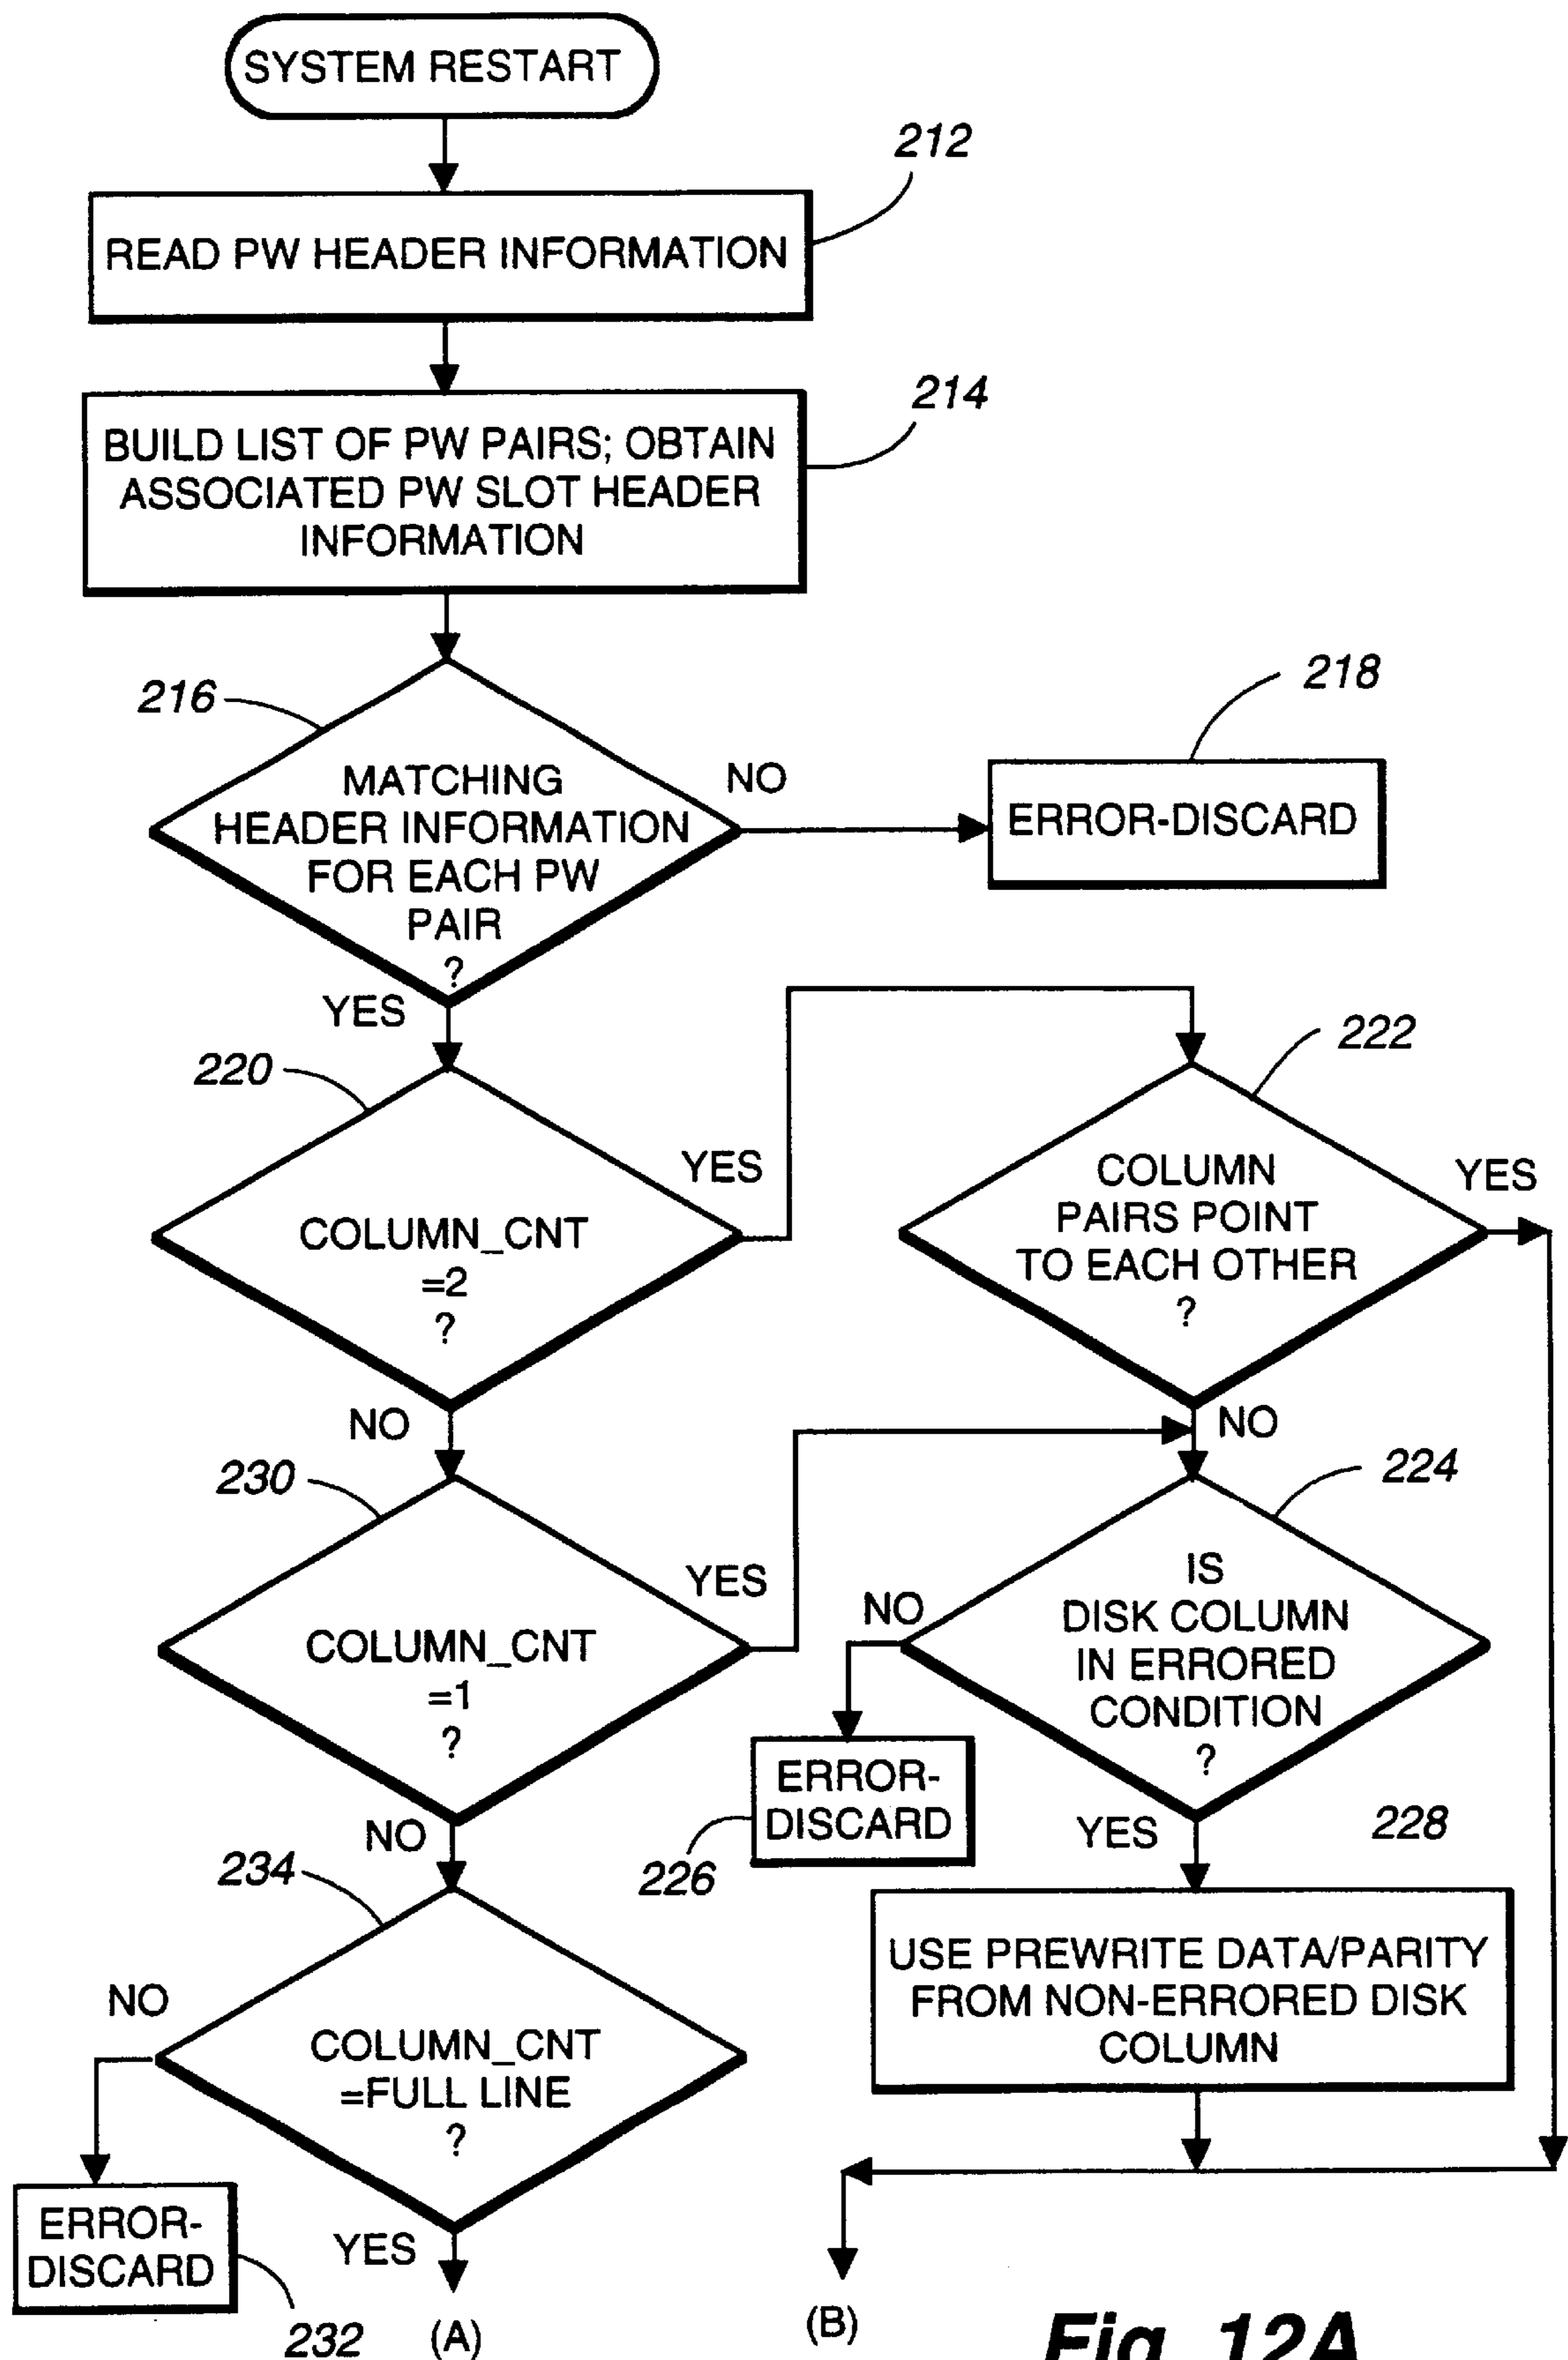 SYSTEM RESTART
212
READ PW HEADER INFORMATION
214
BUILD LIST OF PW PAIRS; OBTAIN
ASSOCIATED PW SLOT HEADER
INFORMATION
216
218
MATCHING
HEADER INFORMATION
FOR EACH PW
PAIR
?
NO
ERROR-DISCARD
YES
220
222
COLUMN_CNT
=2
?
YES
COLUMN
PAIRS POINT
TO EACH OTHER
?
YES
NO
NO
230
224
COLUMN_CNT
=1
?
YES
IS
DISK COLUMN
IN ERRORED
CONDITION
?
NO
ERROR-
DISCARD
226
YES
228
NO
234
USE PREWRITE DATA/PARITY
FROM NON-ERRORED DISK
COLUMN
NO
COLUMN_CNT
=FULL LINE
?
ERROR-
DISCARD
232
YES
(A)
(B)
Fig. 12A